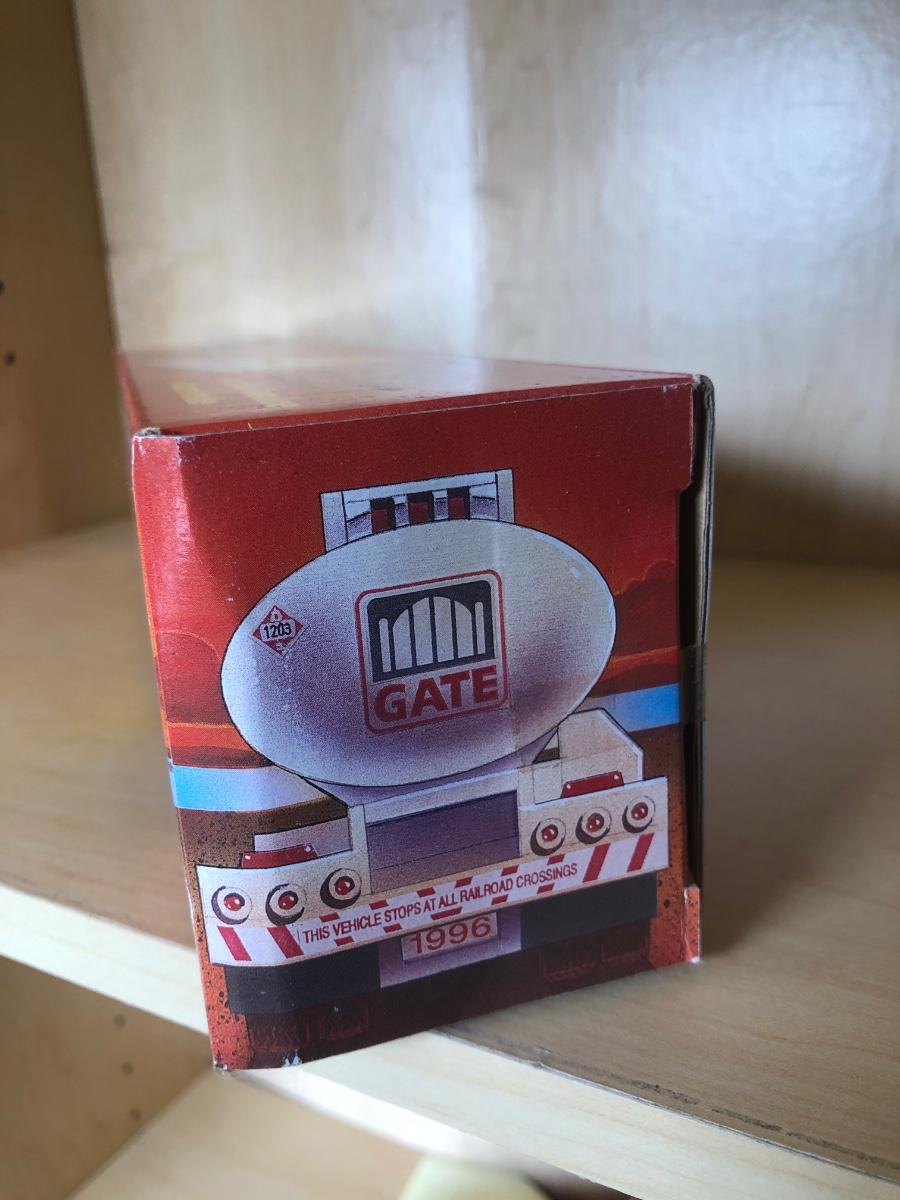 1203
GATE
THIS VEHICLE STOPS AT ALL RAILROAD CROSSINGS
1996